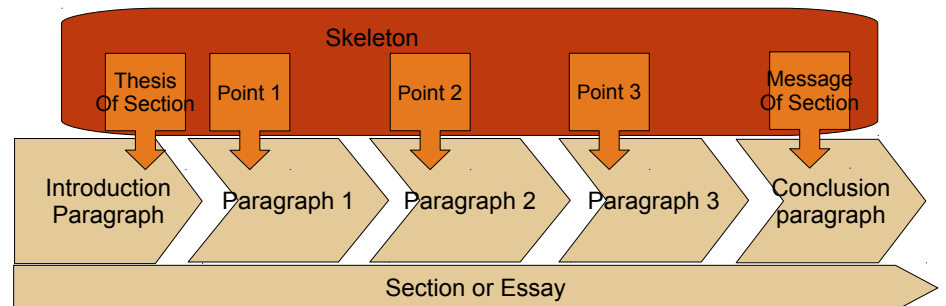 Skeleton
Thesis
Of Section
Point 1
Point 2
Point 3
Message
Of Section
Introduction
Paragraph
Paragraph 1
Paragraph 2
Paragraph 3
Conclusion
paragraph
Section or Essay